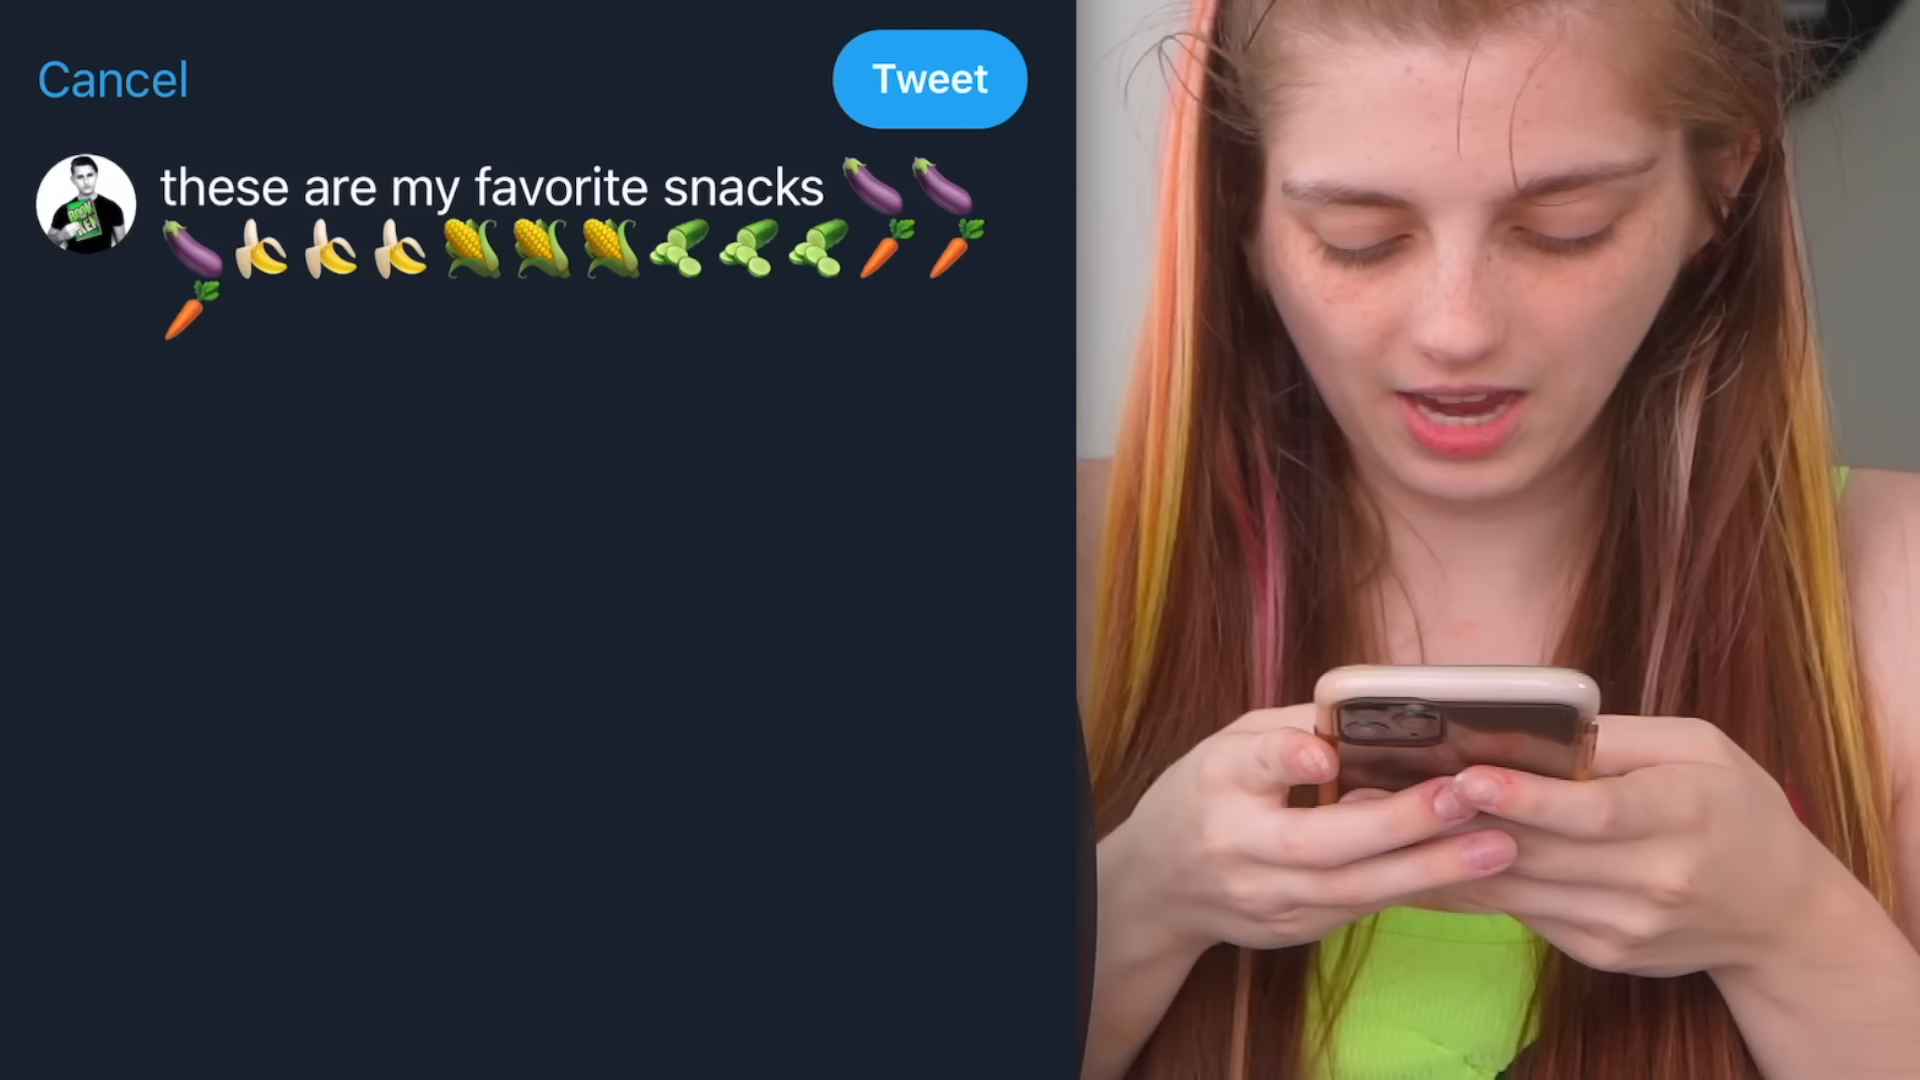 Cancel
Tweet
these are my favorite snacks 🍆🍆
🍆🍌🍌🍌🌽🌽🌽🥒🥒🥒🥕🥕
🥕